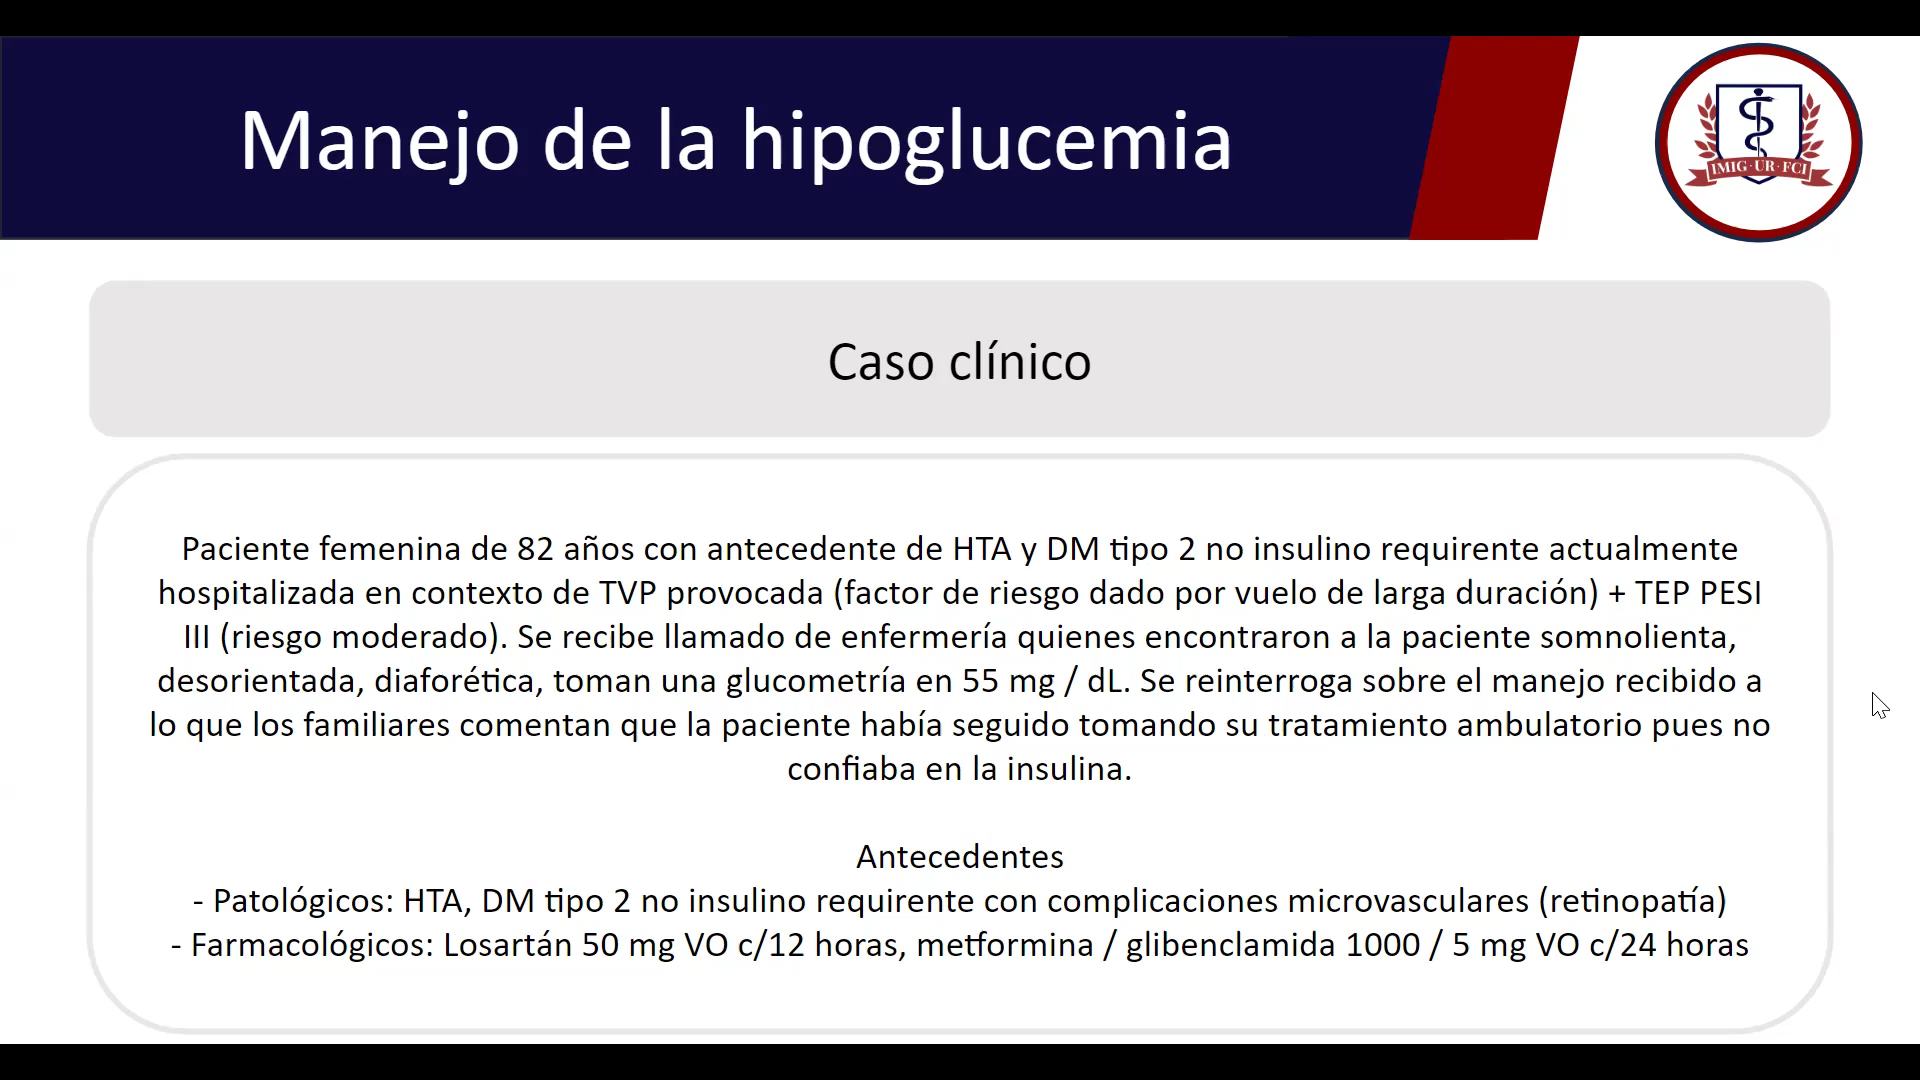 Manejo de la hipoglucemia
IMIG·UR·FCI
Caso clínico
Paciente femenina de 82 años con antecedente de HTA y DM tipo 2 no insulino requirente actualmente
hospitalizada en contexto de TVP provocada (factor de riesgo dado por vuelo de larga duración) + TEP PESI
III (riesgo moderado). Se recibe llamado de enfermería quienes encontraron a la paciente somnolienta,
desorientada, diaforética, toman una glucometría en 55 mg / dL. Se reinterroga sobre el manejo recibido a
lo que los familiares comentan que la paciente había seguido tomando su tratamiento ambulatorio pues no
confiaba en la insulina.
Antecedentes
- Patológicos: HTA, DM tipo 2 no insulino requirente con complicaciones microvasculares (retinopatía)
- Farmacológicos: Losartán 50 mg VO c/12 horas, metformina / glibenclamida 1000 / 5 mg VO c/24 horas